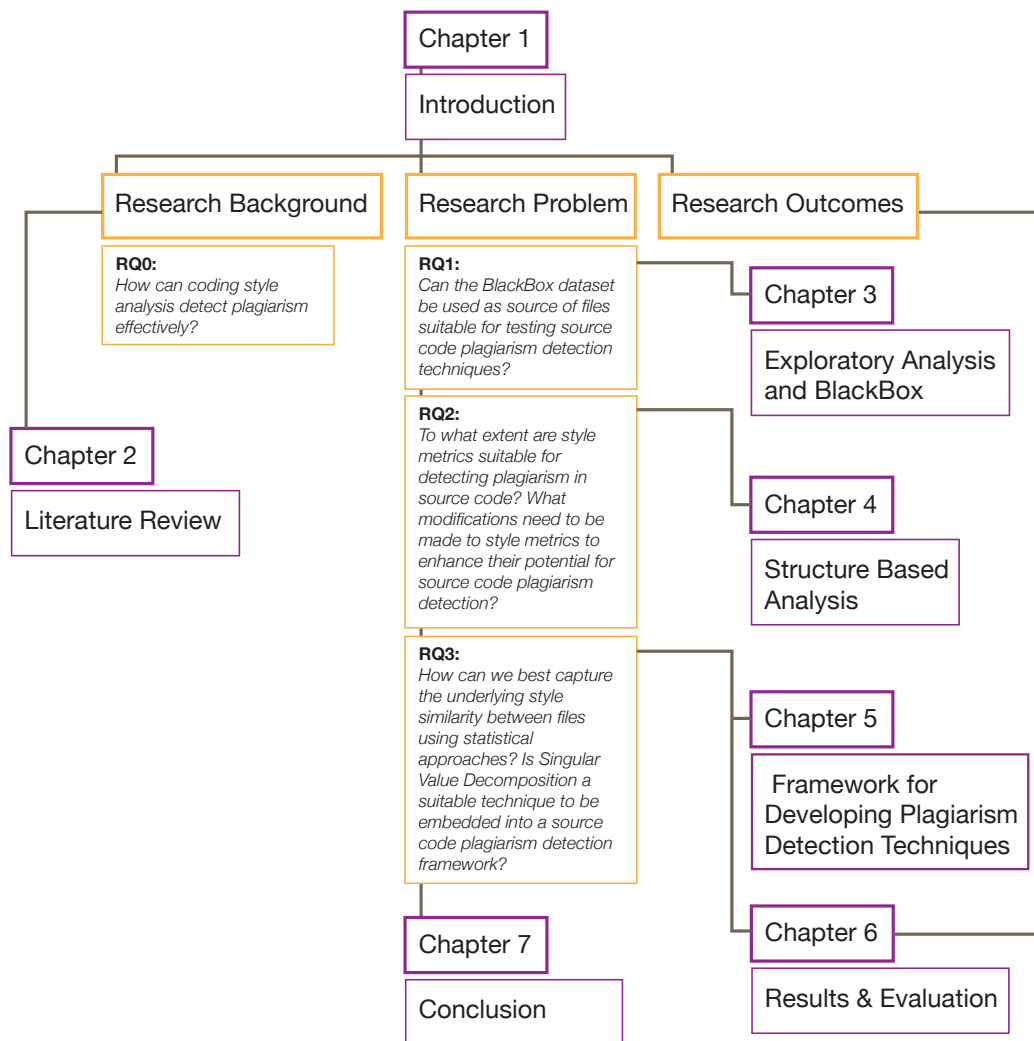 Chapter 1
Introduction
Research Background
Research Problem
Research Outcomes
RQ0:
How can coding style
analysis detect plagiarism
effectively?
Chapter 2
Literature Review
RQ1:
Can the BlackBox dataset
be used as source of files
suitable for testing source
code plagiarism detection
techniques?
Chapter 3
Exploratory Analysis
and BlackBox
RQ2:
To what extent are style
metrics suitable for
detecting plagiarism in
source code? What
modifications need to be
made to style metrics to
enhance their potential for
source code plagiarism
detection?
Chapter 4
Structure Based
Analysis
RQ3:
How can we best capture
the underlying style
similarity between files
using statistical
approaches? Is Singular
Value Decomposition a
suitable technique to be
embedded into a source
code plagiarism detection
framework?
Chapter 5
Framework for
Developing Plagiarism
Detection Techniques
Chapter 6
Results & Evaluation
Chapter 7
Conclusion